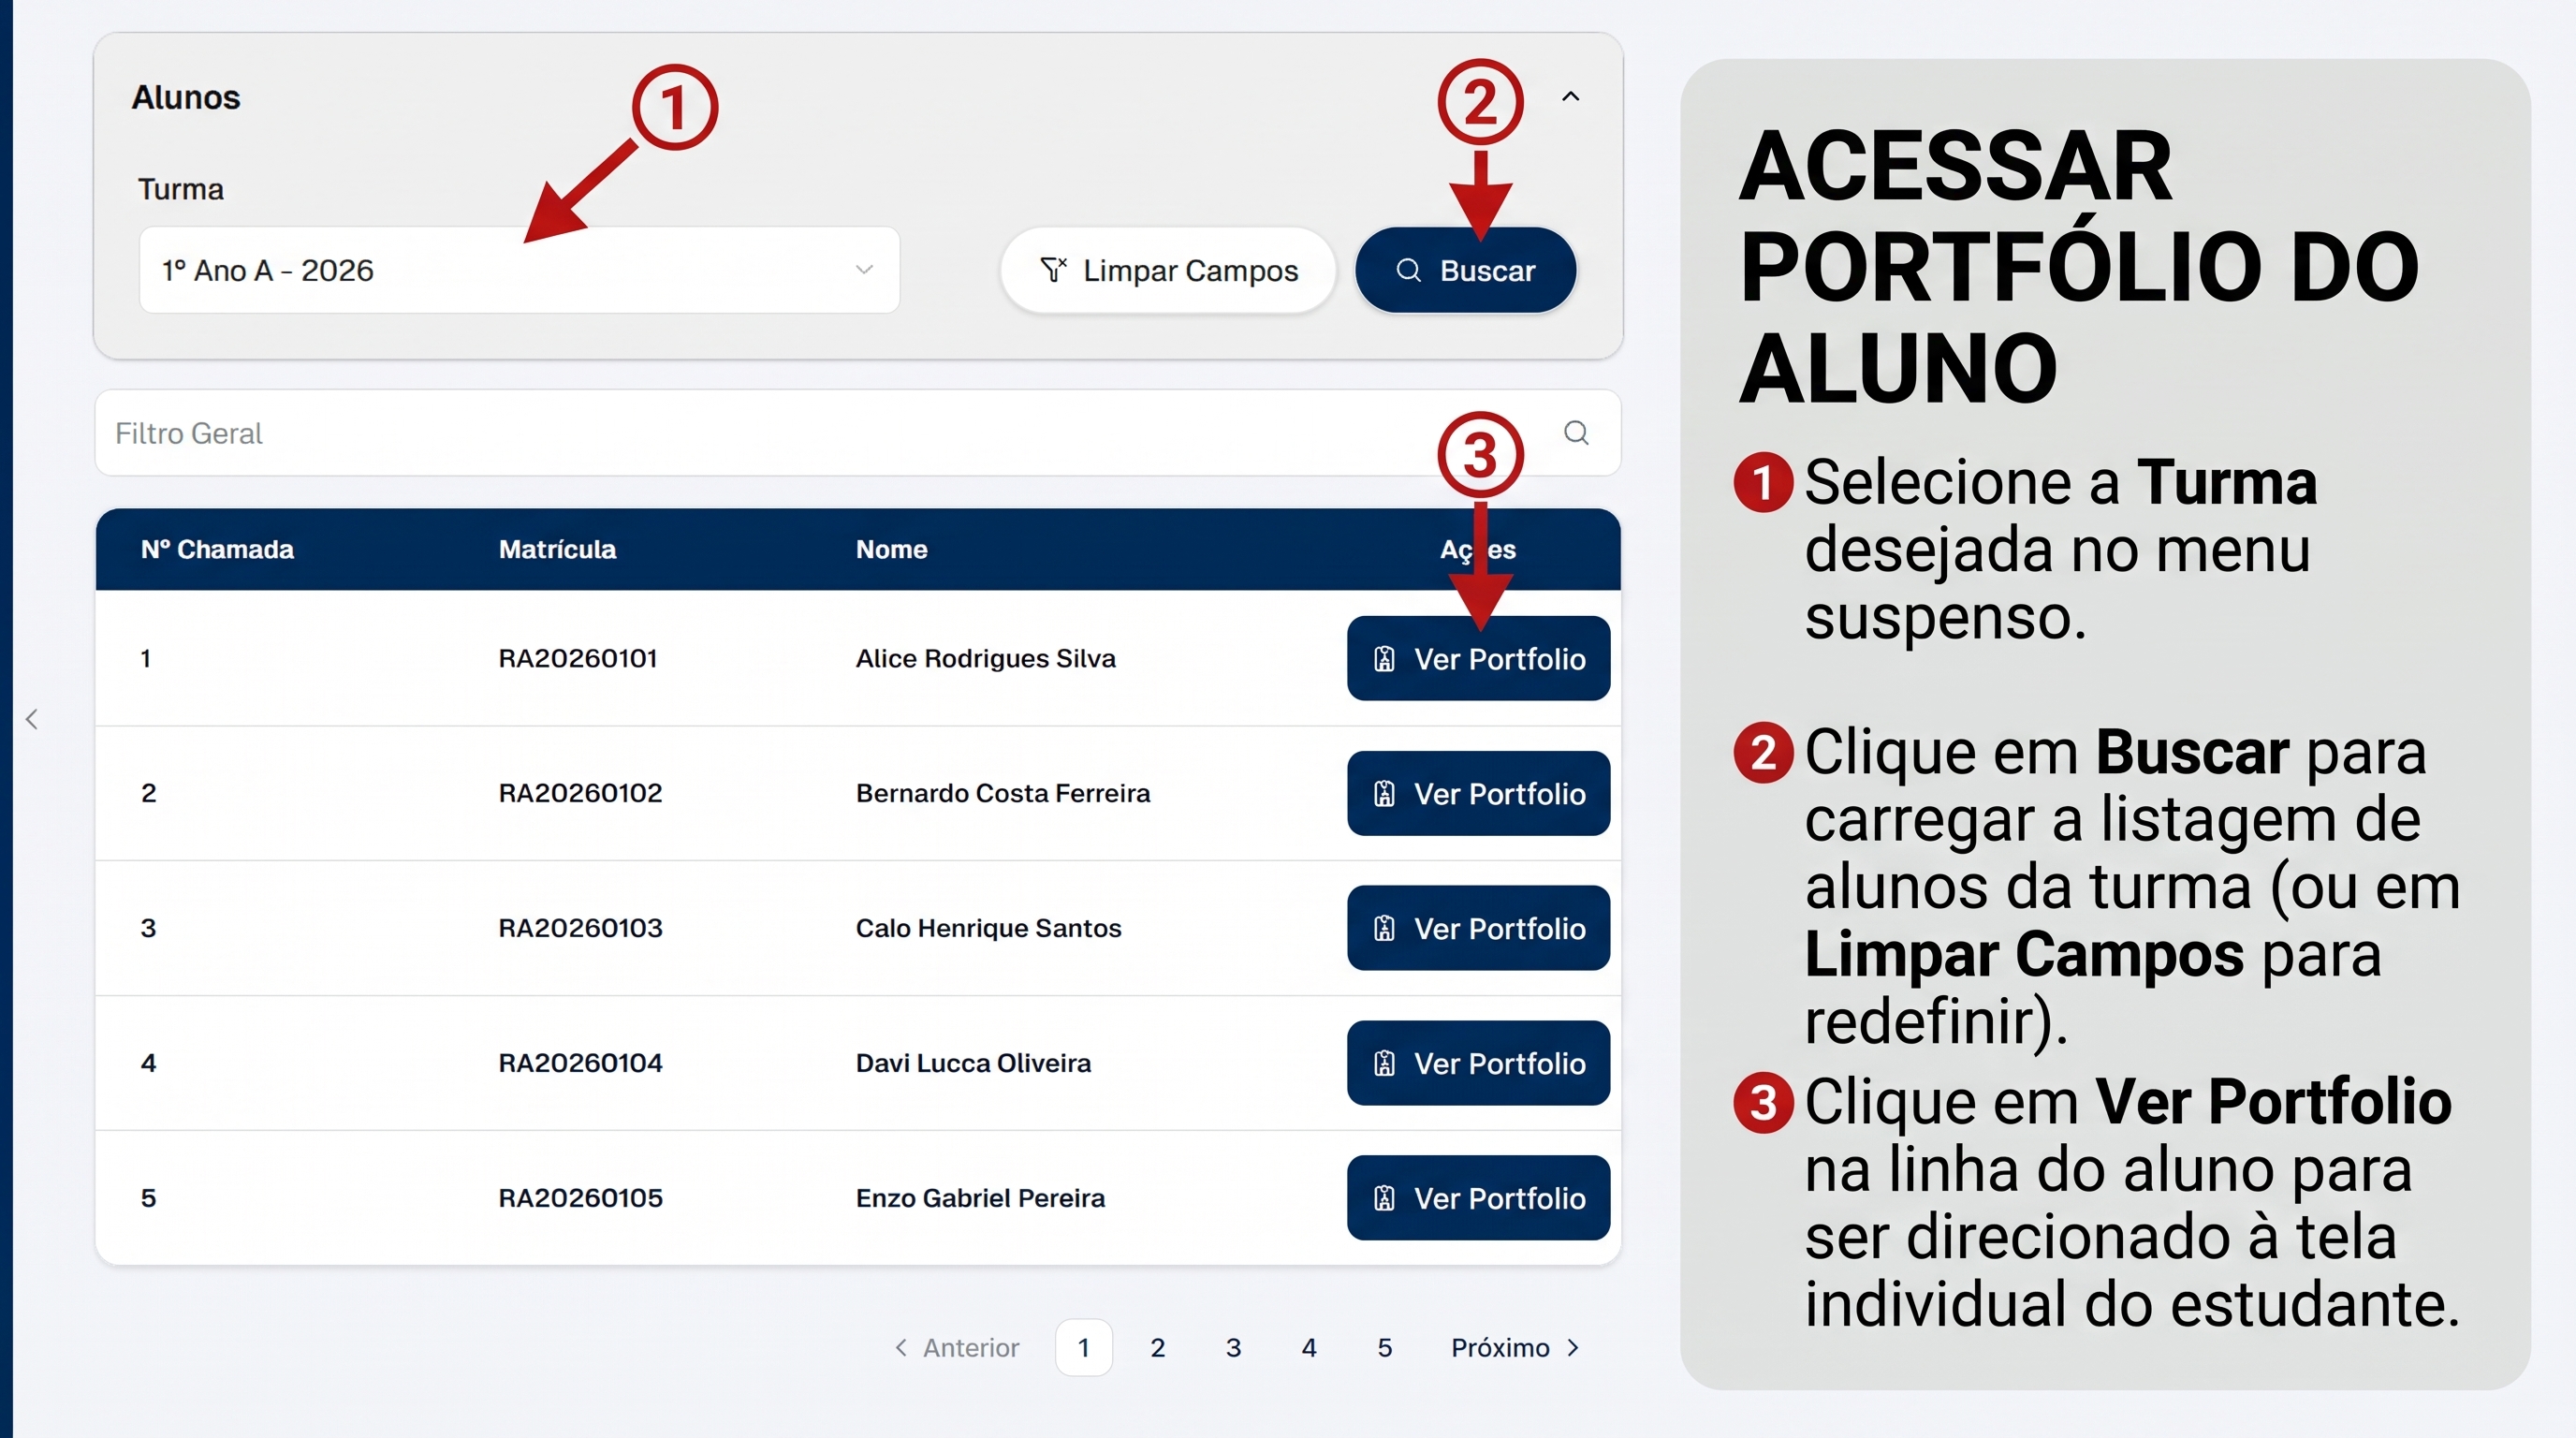 Alunos
1
2
Turma
1º Ano A - 2026
Limpar Campos
Buscar
Filtro Geral
3
Nº Chamada Matrícula Nome
1 RA20260101 Alice Rodrigues Silva Ver Portfolio
2 RA20260102 Bernardo Costa Ferreira Ver Portfolio
3 RA20260103 Calo Henrique Santos Ver Portfolio
4 RA20260104 Davi Lucca Oliveira Ver Portfolio
5 RA20260105 Enzo Gabriel Pereira Ver Portfolio
Anterior 1 2 3 4 5 Próximo
ACESSAR
PORTFÓLIO DO
ALUNO
1 Selecione a Turma
desejada no menu
suspenso.
2 Clique em Buscar para
carregar a listagem de
alunos da turma (ou em
Limpar Campos para
redefinir).
3 Clique em Ver Portfolio
na linha do aluno para
ser direcionado à tela
individual do estudante.